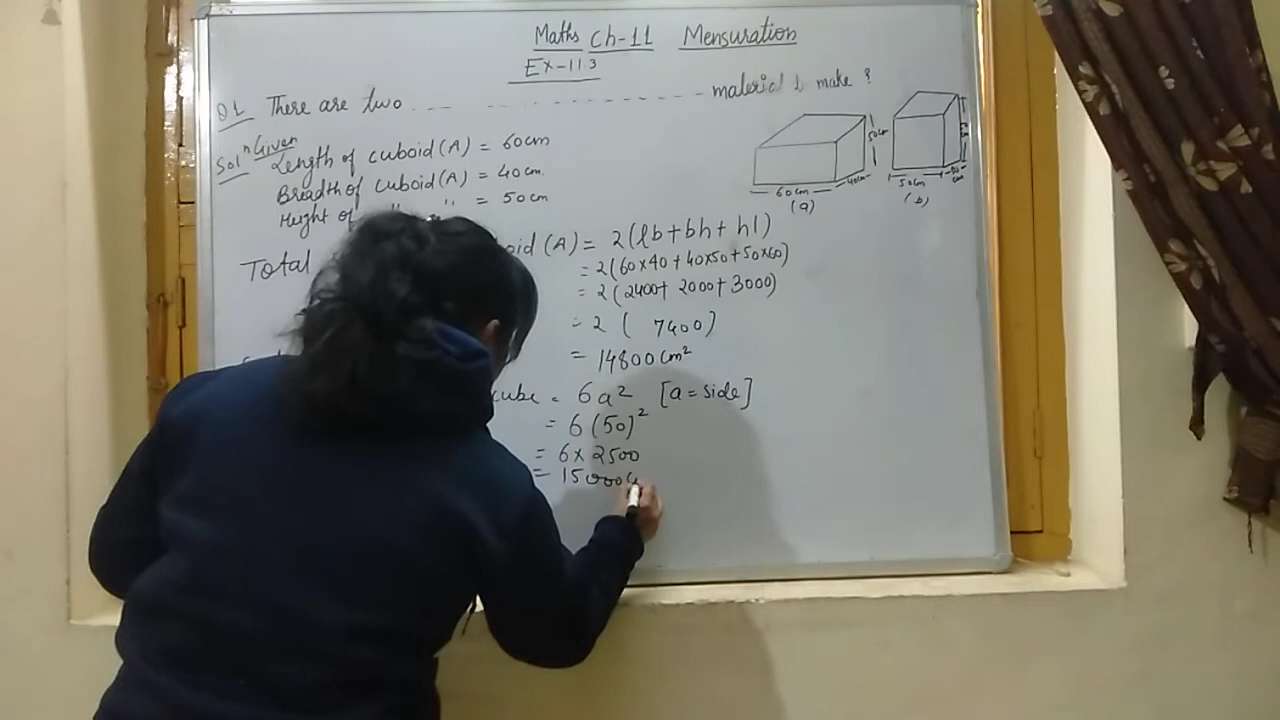 Maths Ch-11 Mensuration
Ex-11.3
Q1 There are two ---------- material to make ?
Solⁿ Given
Length of cuboid (A) = 60cm
Breadth of cuboid (A) = 40cm.
Height of " = 50cm
60cm 40cm 50cm
(a)
50cm
(b)
Total (A) = 2(lb+bh+hl)
= 2(60×40+40×50+50×60)
= 2(2400+2000+3000)
= 2 ( 7400)
= 14800cm²
cube = 6a² [a=side]
= 6(50)²
= 6×2500
= 15000c